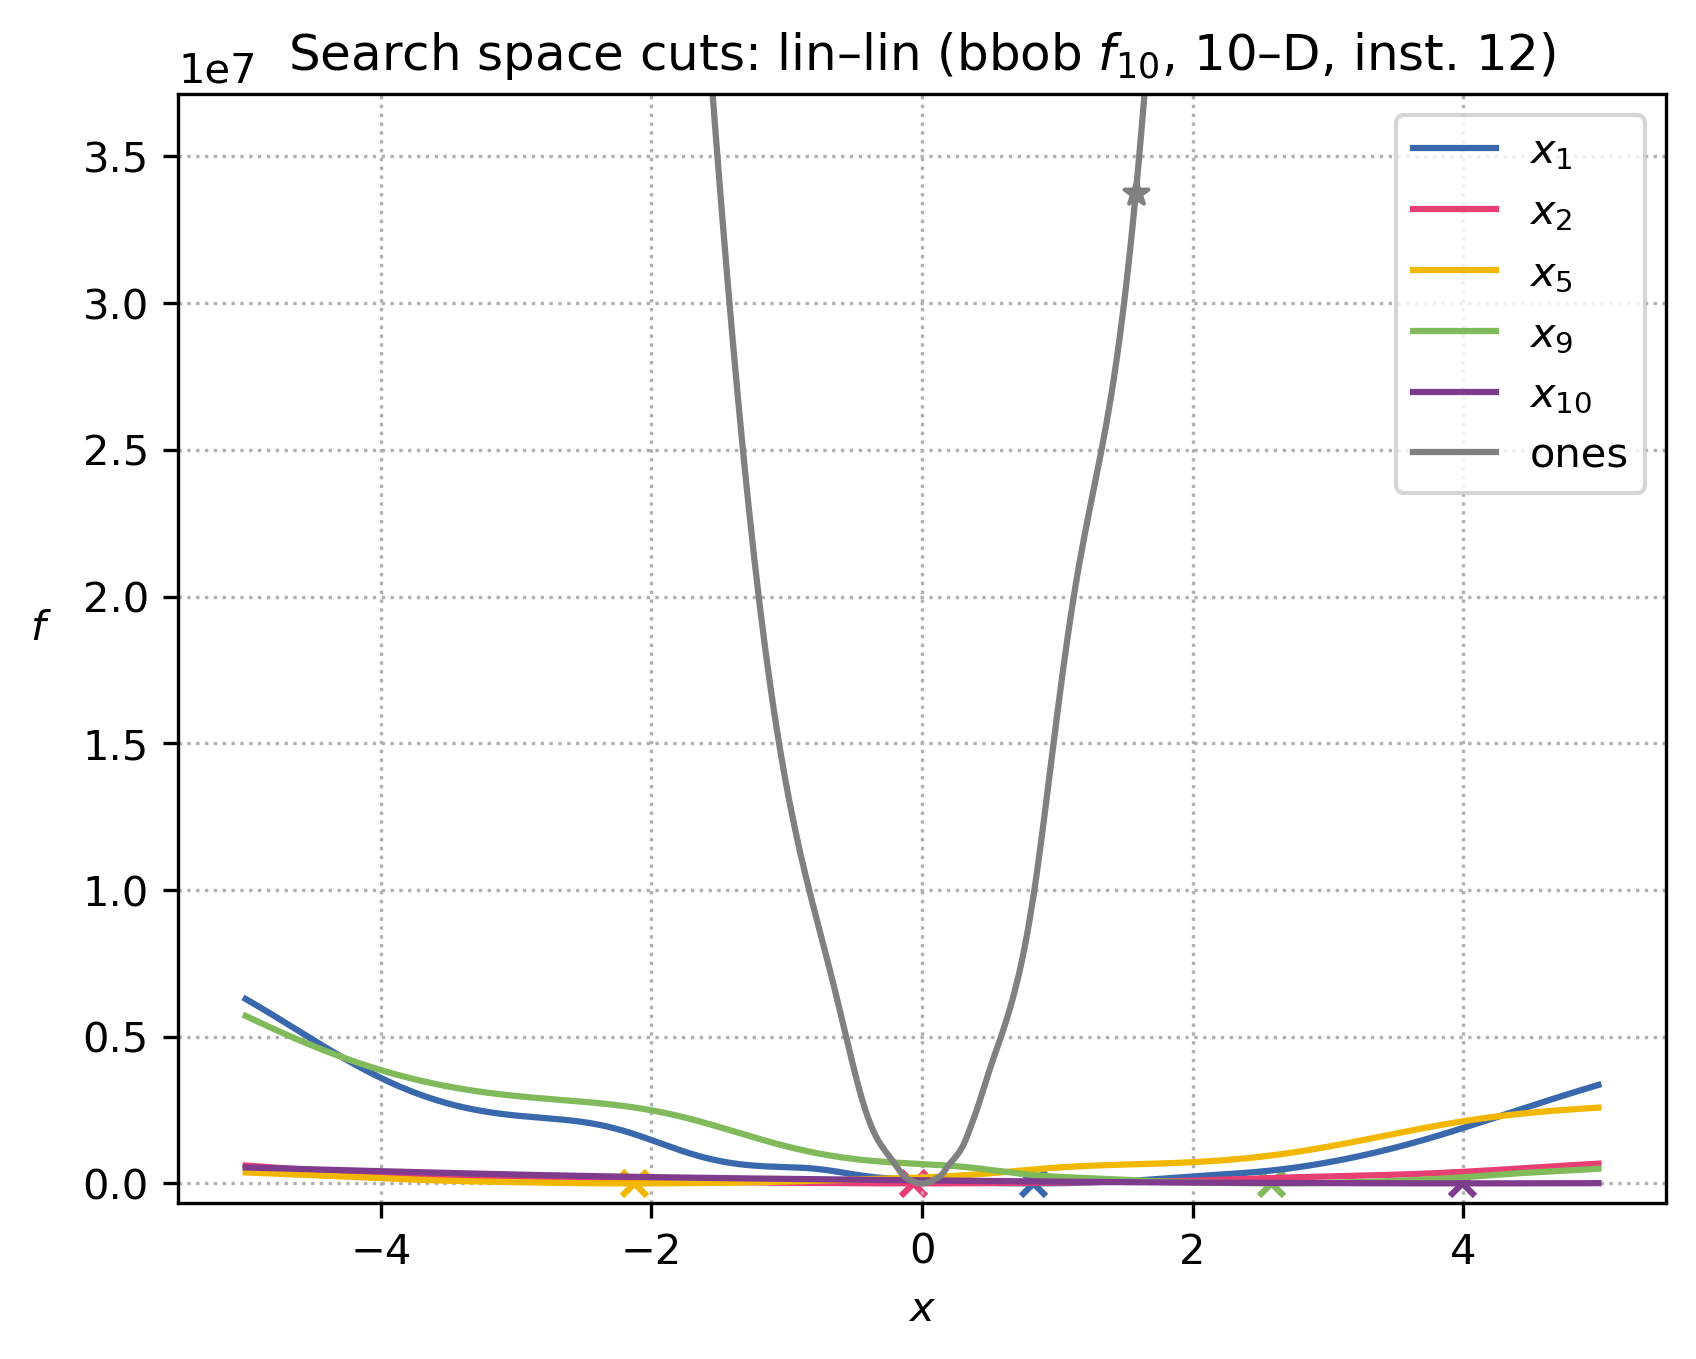 Search space cuts: lin–lin (bbob f10, 10–D, inst. 12)
1e7
3.5
3.0
2.5
2.0
1.5
1.0
0.5
0.0
f
−4
−2
0
2
4
x
x1
x2
x5
x9
x10
ones